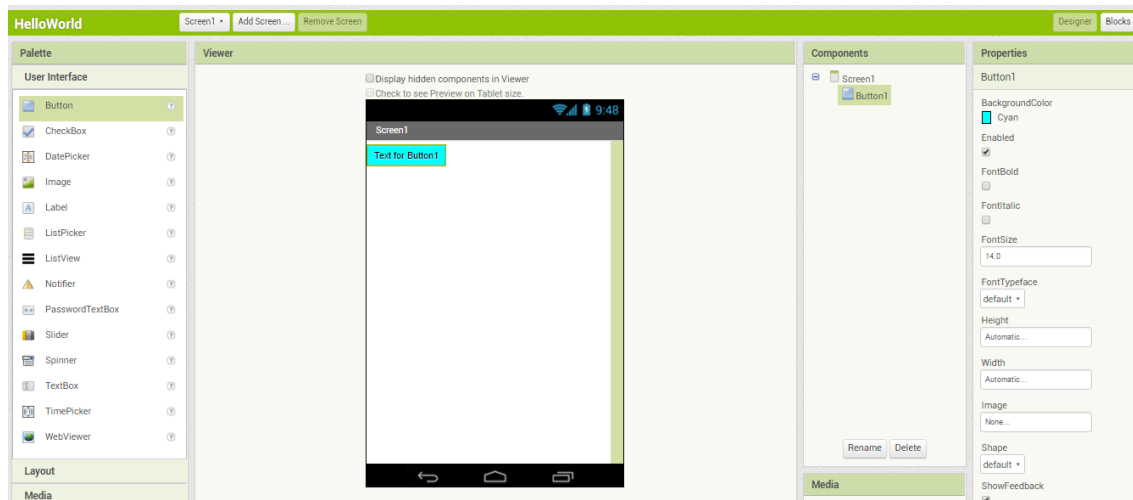 HelloWorld
Screen1
Add Screen ...
Remove Screen
Designer
Blocks
Palette
User Interface
Button
CheckBox
DatePicker
Image
Label
ListPicker
ListView
Notifier
PasswordTextBox
Slider
Spinner
TextBox
TimePicker
WebViewer
Layout
Media
Viewer
Display hidden components in Viewer
Check to see Preview on Tablet size.
9:48
Screen1
Text for Button1
Components
Screen1
Button1
Rename
Delete
Media
Properties
Button1
BackgroundColor
Cyan
Enabled
FontBold
FontItalic
FontSize
14.0
FontTypeface
default
Height
Automatic...
Width
Automatic...
Image
None...
Shape
default
ShowFeedback